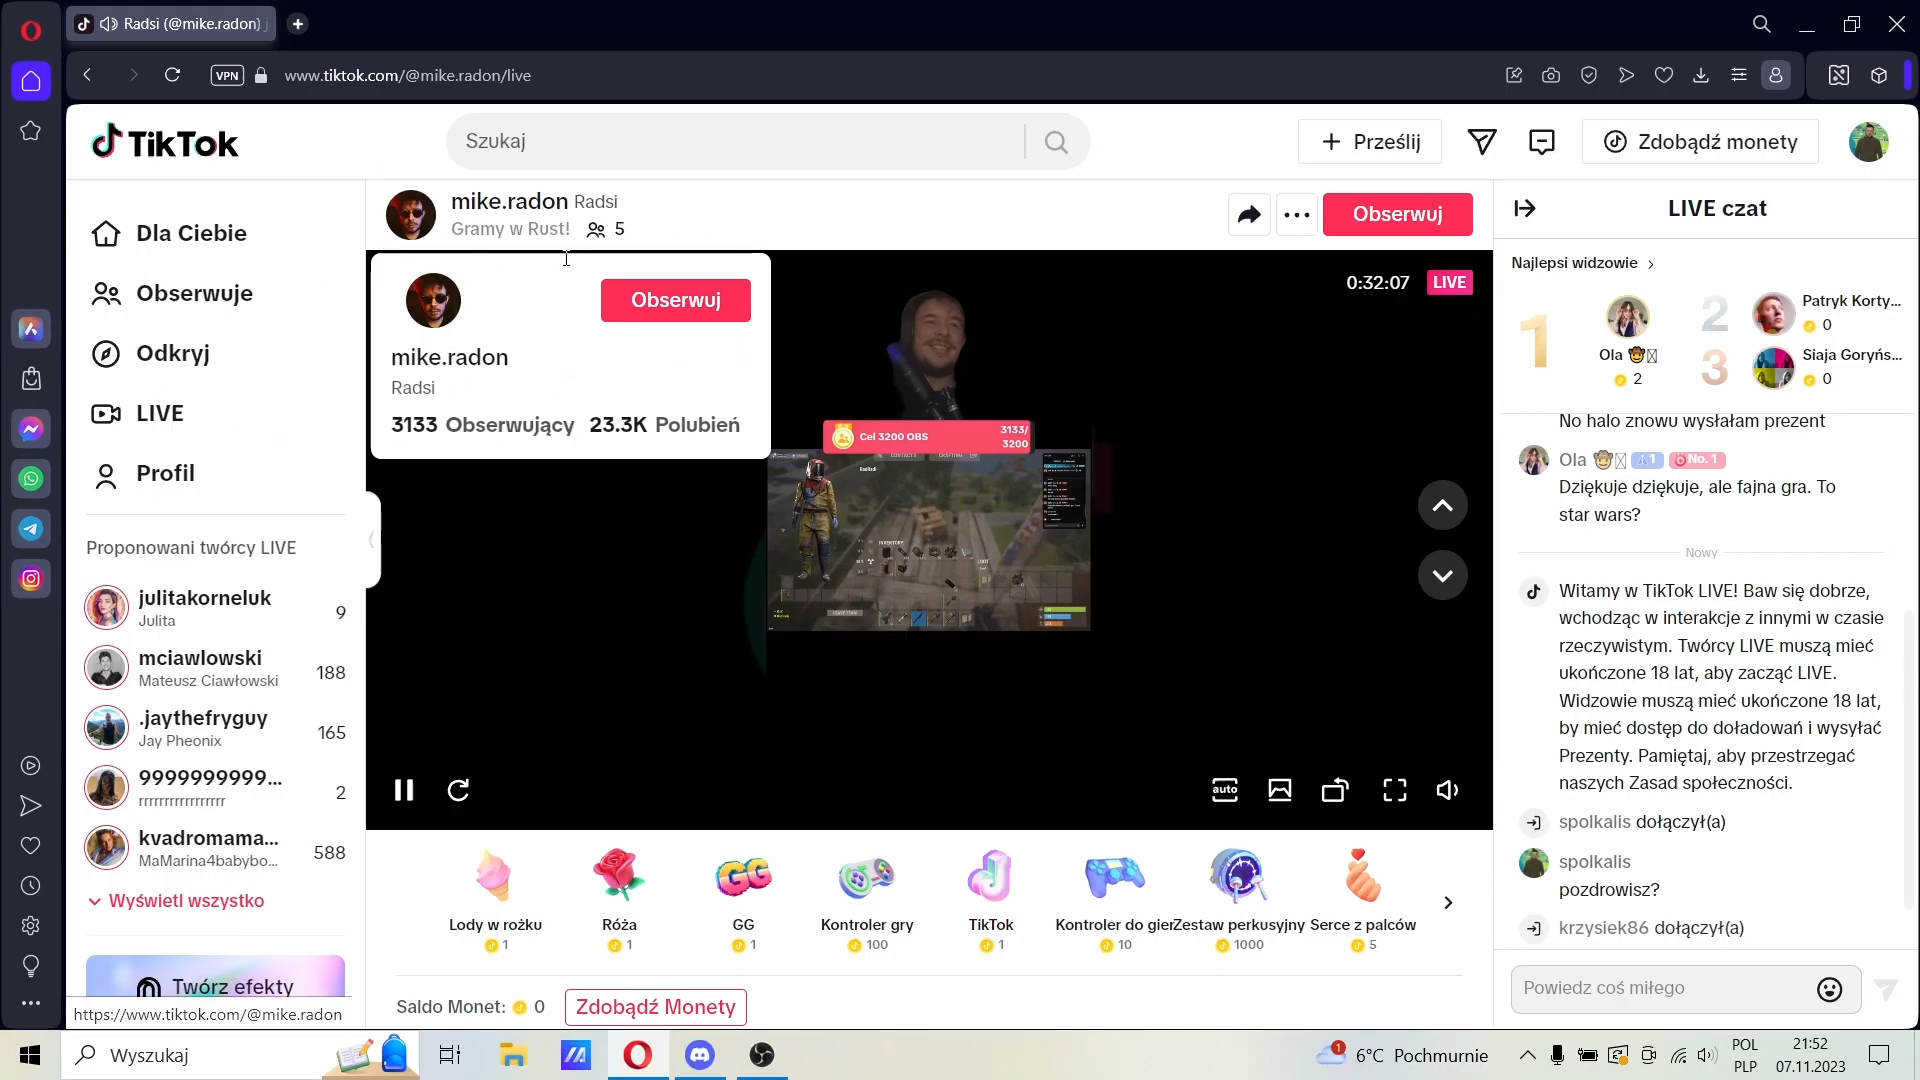 Radsi (@mike.radon) j
VPN
www.tiktok.com/@mike.radon/live
TikTok
Szukaj
Prześlij
Zdobądź monety
Dla Ciebie
Obserwuje
Odkryj
LIVE
Profil
Proponowani twórcy LIVE
julitakorneluk
Julita
9
mciawlowski
Mateusz Ciawłowski
188
.jaythefryguy
Jay Pheonix
165
9999999999...
rrrrrrrrrrrrrrrrr
2
kvadromama...
MaMarina4babybo...
588
Wyświetl wszystko
Twórz efekty
https://www.tiktok.com/@mike.radon
mike.radon Radsi
Gramy w Rust! 5
Obserwuj
Obserwuj
mike.radon
Radsi
3133 Obserwujący 23.3K Polubień
0:32:07 LIVE
Cel 3200 OBS
3133/
3200
CONTACTS CRAFTING
INVENTORY
LOOT
auto
Lody w rożku
1
Róża
1
GG
1
Kontroler gry
100
TikTok
1
Kontroler do gier
10
Zestaw perkusyjny
1000
Serce z palców
5
Saldo Monet: 0 Zdobądź Monety
LIVE czat
Najlepsi widzowie
1
Ola
2
2
Patryk Korty...
0
3
Siaja Goryńs...
0
No halo znowu wysłałam prezent
Ola 1 No. 1
Dziękuje dziękuje, ale fajna gra. To
star wars?
Nowy
Witamy w TikTok LIVE! Baw się dobrze,
wchodząc w interakcje z innymi w czasie
rzeczywistym. Twórcy LIVE muszą mieć
ukończone 18 lat, aby zacząć LIVE.
Widzowie muszą mieć ukończone 18 lat,
by mieć dostęp do doładowań i wysyłać
Prezenty. Pamiętaj, aby przestrzegać
naszych Zasad społeczności.
spolkalis dołączył(a)
spolkalis
pozdrowisz?
krzysiek86 dołączył(a)
Powiedz coś miłego
Wyszukaj
1
6°C Pochmurnie
POL
PLP
21:52
07.11.2023